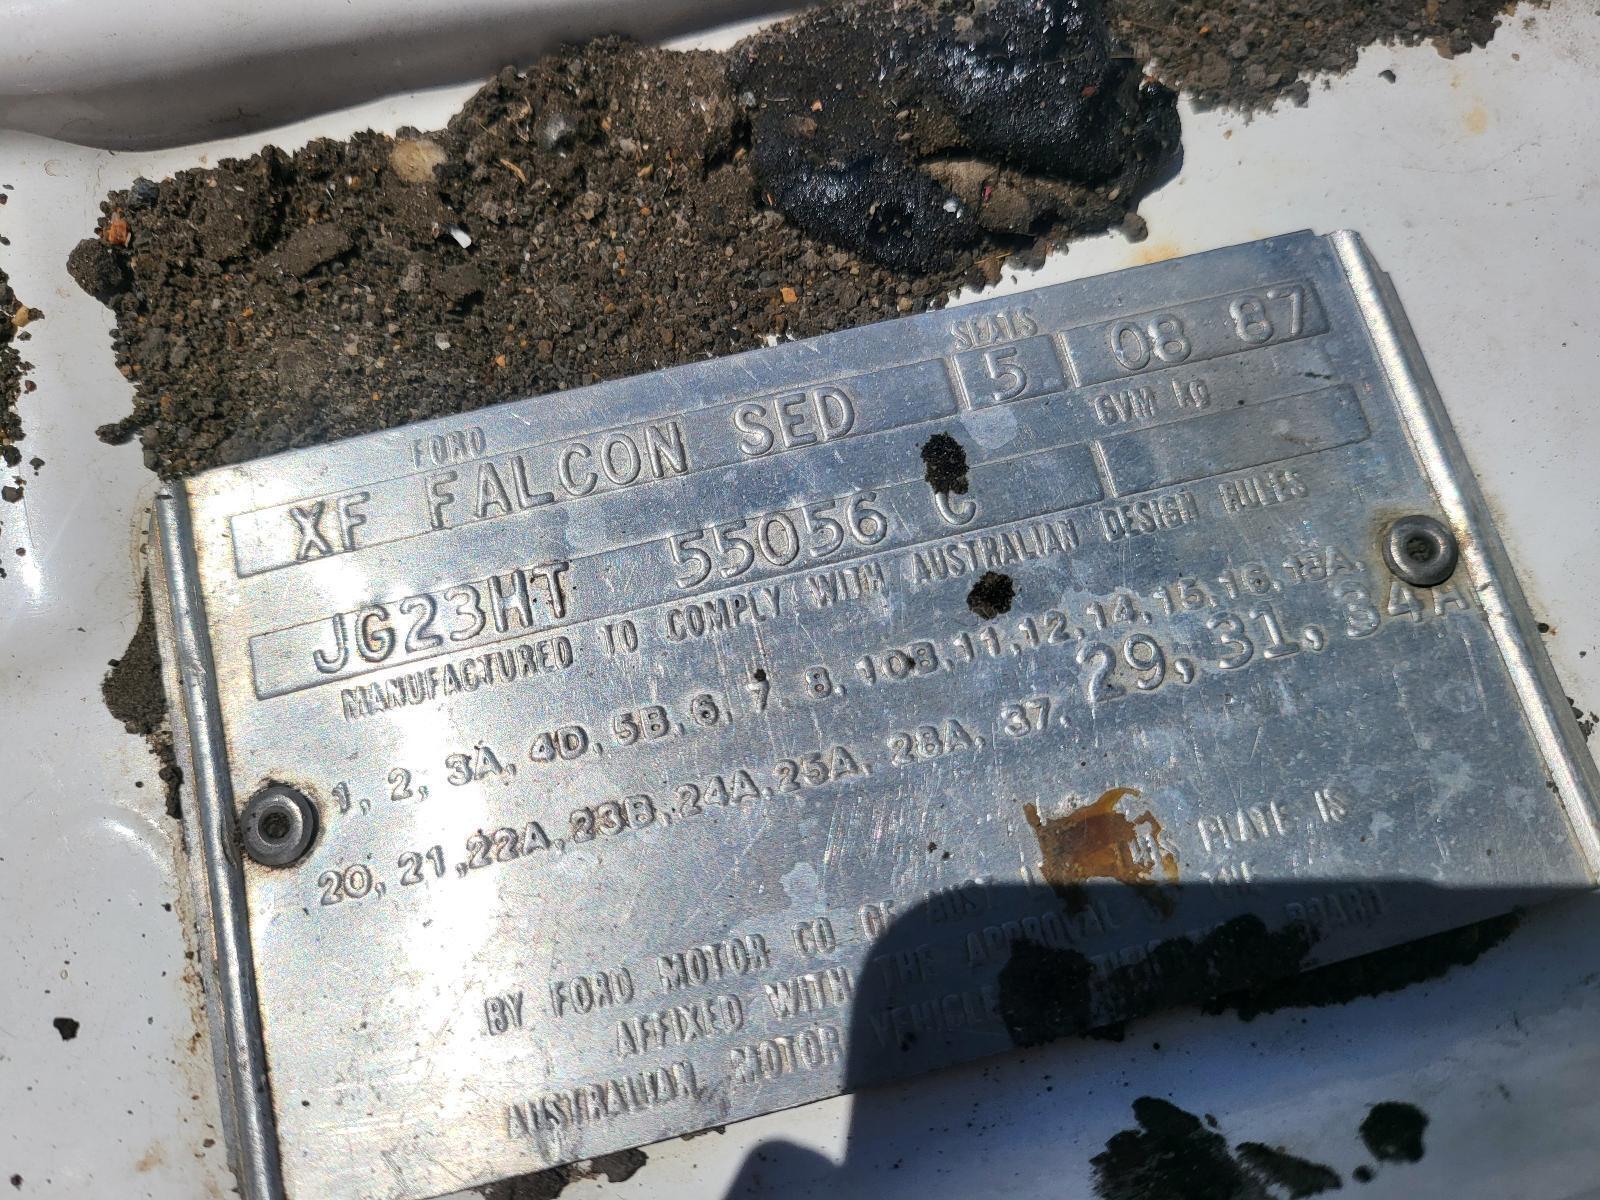 FORD SEATS
XF FALCON SED 5 08 87
GVM KG
JG23HT 55056 C
MANUFACTURED TO COMPLY WITH AUSTRALIAN DESIGN RULES
1, 2, 3A, 4D, 5B, 6, 7, 8, 10B, 11, 12, 14, 15, 16, 18A,
20, 21, 22A, 23B, 24A, 25A, 28A, 37, 29, 31, 34A
BY FORD MOTOR CO OF AUST PLATE IS
AFFIXED WITH THE APPROVAL
AUSTRALIAN MOTOR VEHICLE BOARD